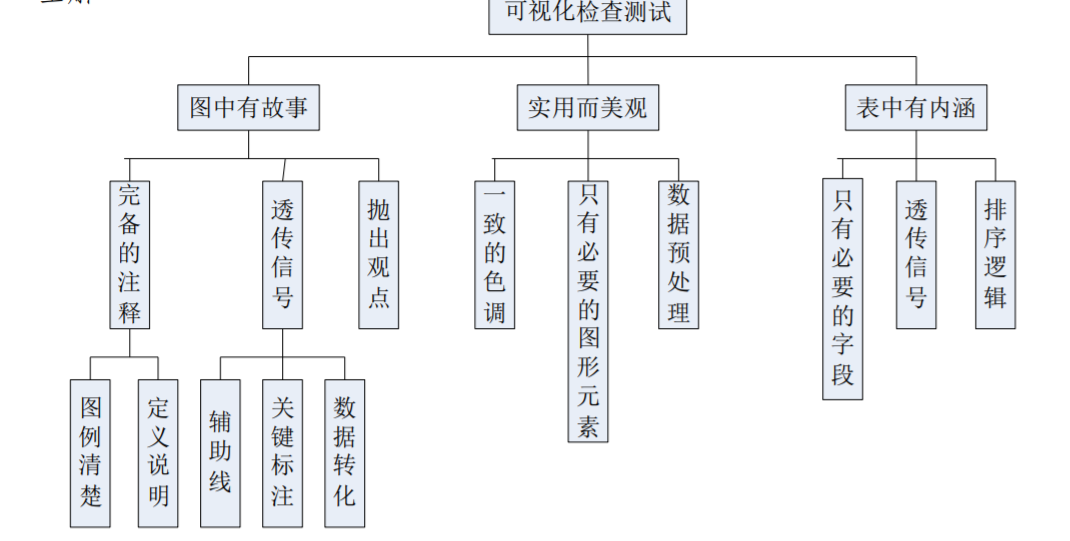 可视化检查测试
图中有故事
实用而美观
表中有内涵
完备的注释
透传信号
抛出观点
一致的色调
只有必要的图形元素
数据预处理
只有必要的字段
透传信号
排序逻辑
图例清楚
定义说明
辅助线
关键标注
数据转化